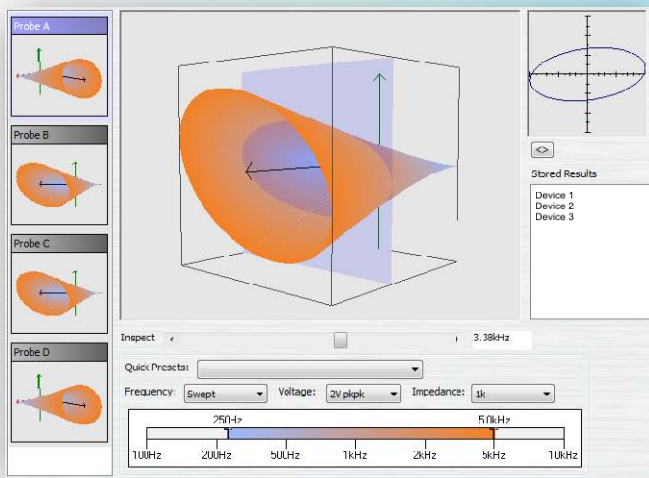 Probe A
Probe B
Probe C
Probe D
<>
Stored Results
Device 1
Device 2
Device 3
Inspect 3.38kHz
Quick Presets:
Frequency: Swept Voltage: 2V pkpk Impedance: 1k
250Hz 5.0kHz
100Hz 200Hz 500Hz 1kHz 2kHz 5kHz 10kHz